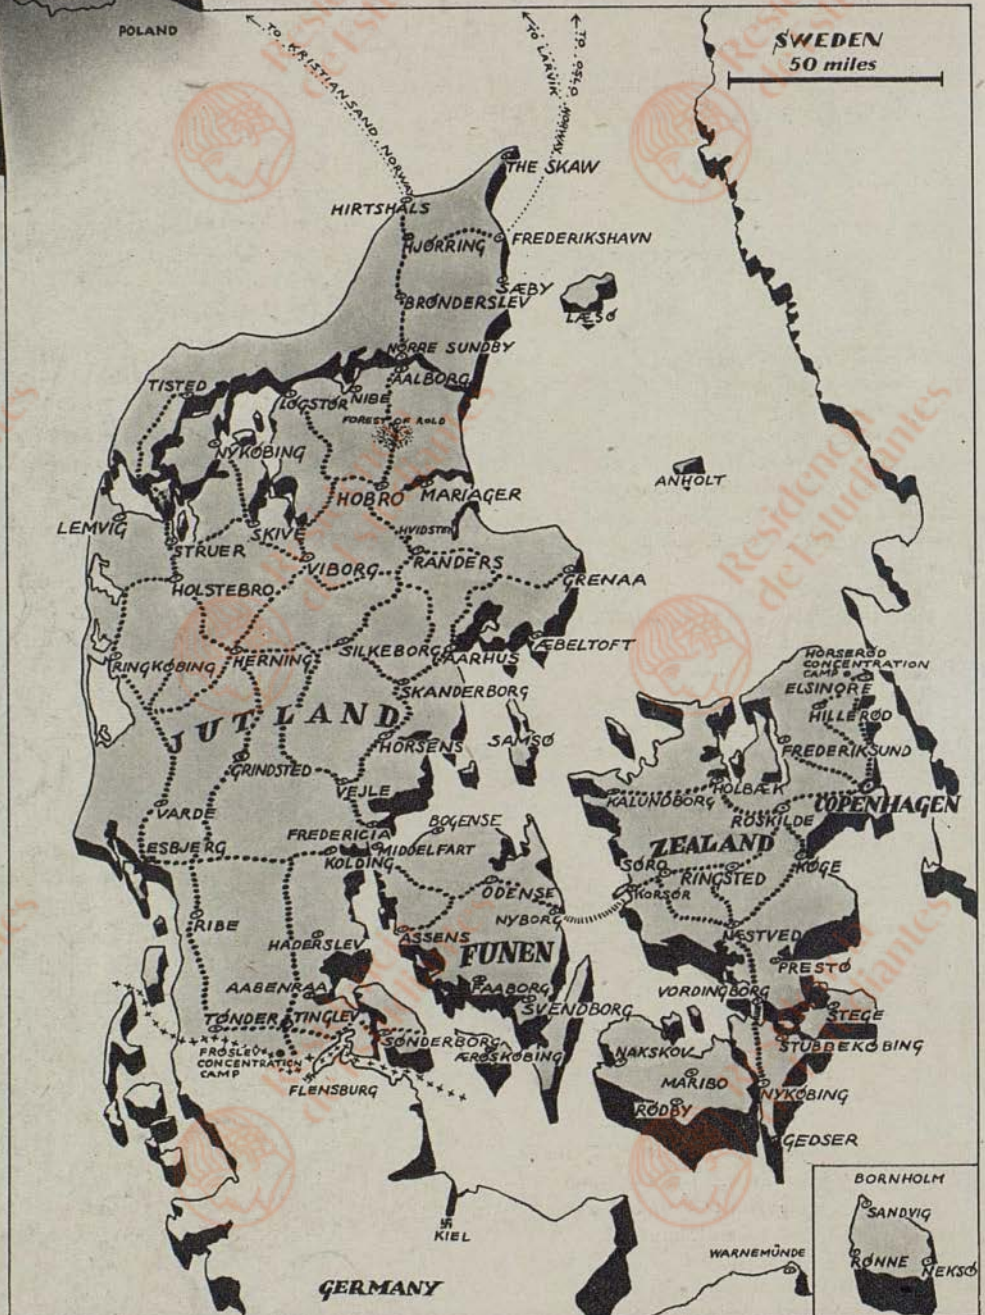 POLAND
SWEDEN
50 miles
TO KRISTIANSAND. NORWAY
TO LARVIK
TO OSLO
THE SKAW
HIRTSHALS
HJØRRING
FREDERIKSHAVN
SÆBY
BRØNDERSLEV
LÆSØ
NØRRE SUNDBY
AALBORG
TISTED
LØGSTØR
NIBE
FOREST OF ROLD
NYKØBING
ANHOLT
HOBRO
MARIAGER
LEMVIG
SKIVE
HVIDSTEN
STRUER
VIBORG
RANDERS
GRENAA
HOLSTEBRO
SILKEBORG
ÆBELTOFT
RINGKØBING
HERNING
AARHUS
HORSERØD
CONCENTRATION
CAMP
ELSINORE
SKANDERBORG
HILLERØD
JUTLAND
HORSENS
SAMSØ
FREDERIKSUND
GRINDSTED
VEJLE
HOLBÆK
KALUNDBORG
COPENHAGEN
VARDE
ROSKILDE
BOGENSE
FREDERICIA
ZEALAND
ESBJERG
MIDDELFART
KOLDING
SORØ
RINGSTED
KØGE
ODENSE
KORSØR
NYBORG
RIBE
HADERSLEV
ASSENS
NÆSTVED
FUNEN
PRESTØ
AABENRAA
FAABORG
VORDINGBORG
SVENDBORG
STEGE
TØNDER
TINGLEV
SØNDERBORG
STUBBEKØBING
FRØSLEV
CONCENTRATION
CAMP
ÆRØSKØBING
NAKSKOV
FLENSBURG
MARIBO
NYKØBING
RØDBY
GEDSER
BORNHOLM
SANDVIG
KIEL
WARNEMÜNDE
RØNNE
NEKSØ
GERMANY
Residencia
de Estudiantes